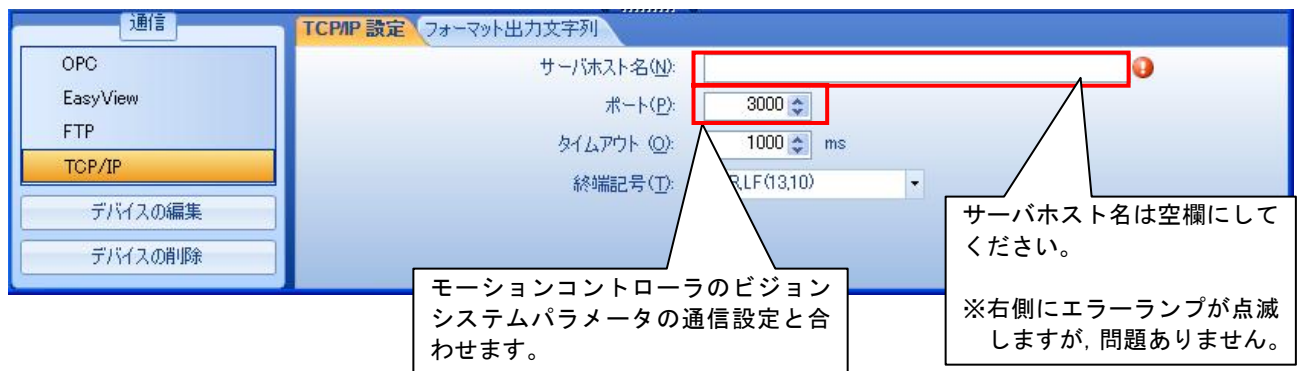 通信
OPC
EasyView
FTP
TCP/IP
デバイスの編集
デバイスの削除
TCP/IP 設定
フォーマット出力文字列
サーバホスト名(N):
ポート(P): 3000
タイムアウト (O): 1000 ms
終端記号(T): R,LF(13,10)
モーションコントローラのビジョン
システムパラメータの通信設定と合
わせます。
サーバホスト名は空欄にして
ください。
※右側にエラーランプが点滅
しますが,問題ありません。